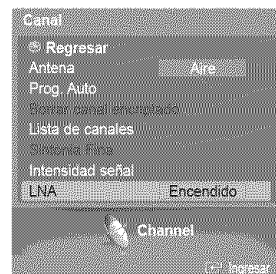 Canal
Regresar
Antena Aire
Prog. Auto
Borrar canal encriptado
Lista de canales
Sintonia Fina
Intensidad señal
LNA Encendido
Channel
Ingresar